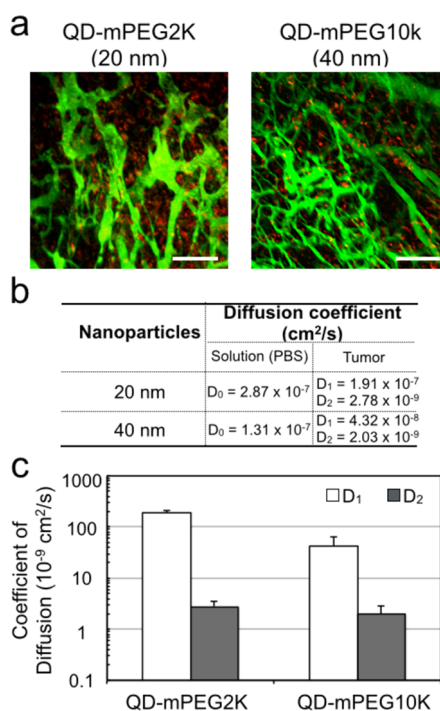 a
QD-mPEG2K
(20 nm)
QD-mPEG10k
(40 nm)
b
Nanoparticles
Diffusion coefficient
(cm²/s)
Solution (PBS)
Tumor
20 nm
D₀ = 2.87 x 10⁻⁷
D₁ = 1.91 x 10⁻⁷
D₂ = 2.78 x 10⁻⁹
40 nm
D₀ = 1.31 x 10⁻⁷
D₁ = 4.32 x 10⁻⁸
D₂ = 2.03 x 10⁻⁹
c
Coefficient of
Diffusion (10⁻⁹ cm²/s)
1000
100
10
1
0.1
D₁
D₂
QD-mPEG2K
QD-mPEG10K